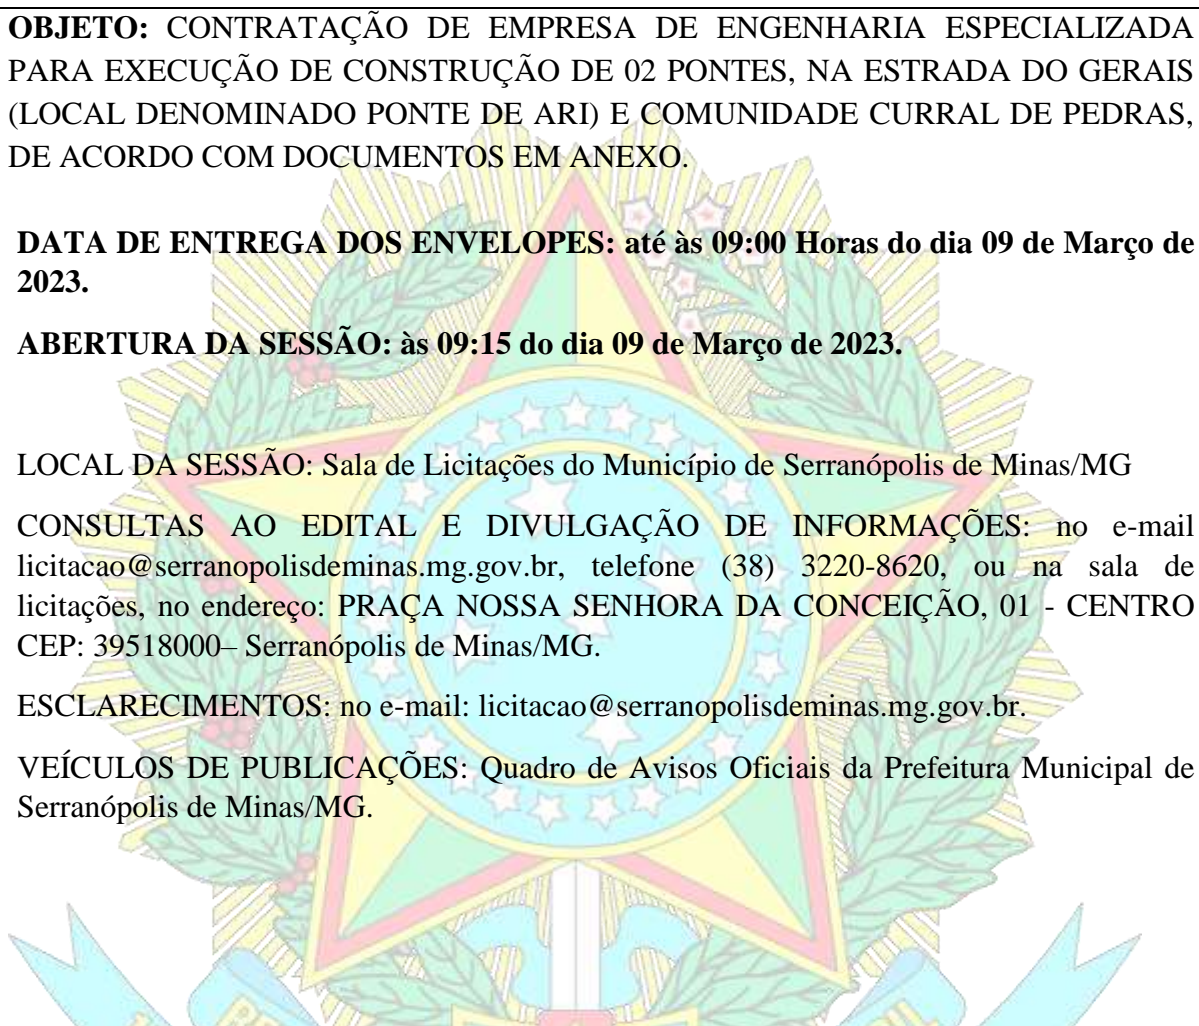 OBJETO: CONTRATAÇÃO DE EMPRESA DE ENGENHARIA ESPECIALIZADA
PARA EXECUÇÃO DE CONSTRUÇÃO DE 02 PONTES, NA ESTRADA DO GERAIS
(LOCAL DENOMINADO PONTE DE ARI) E COMUNIDADE CURRAL DE PEDRAS,
DE ACORDO COM DOCUMENTOS EM ANEXO.
DATA DE ENTREGA DOS ENVELOPES: até às 09:00 Horas do dia 09 de Março de
2023.
ABERTURA DA SESSÃO: às 09:15 do dia 09 de Março de 2023.
LOCAL DA SESSÃO: Sala de Licitações do Município de Serranópolis de Minas/MG
CONSULTAS AO EDITAL E DIVULGAÇÃO DE INFORMAÇÕES: no e-mail
licitacao@serranopolisdeminas.mg.gov.br, telefone (38) 3220-8620, ou na sala de
licitações, no endereço: PRAÇA NOSSA SENHORA DA CONCEIÇÃO, 01 - CENTRO
CEP: 39518000– Serranópolis de Minas/MG.
ESCLARECIMENTOS: no e-mail: licitacao@serranopolisdeminas.mg.gov.br.
VEÍCULOS DE PUBLICAÇÕES: Quadro de Avisos Oficiais da Prefeitura Municipal de
Serranópolis de Minas/MG.